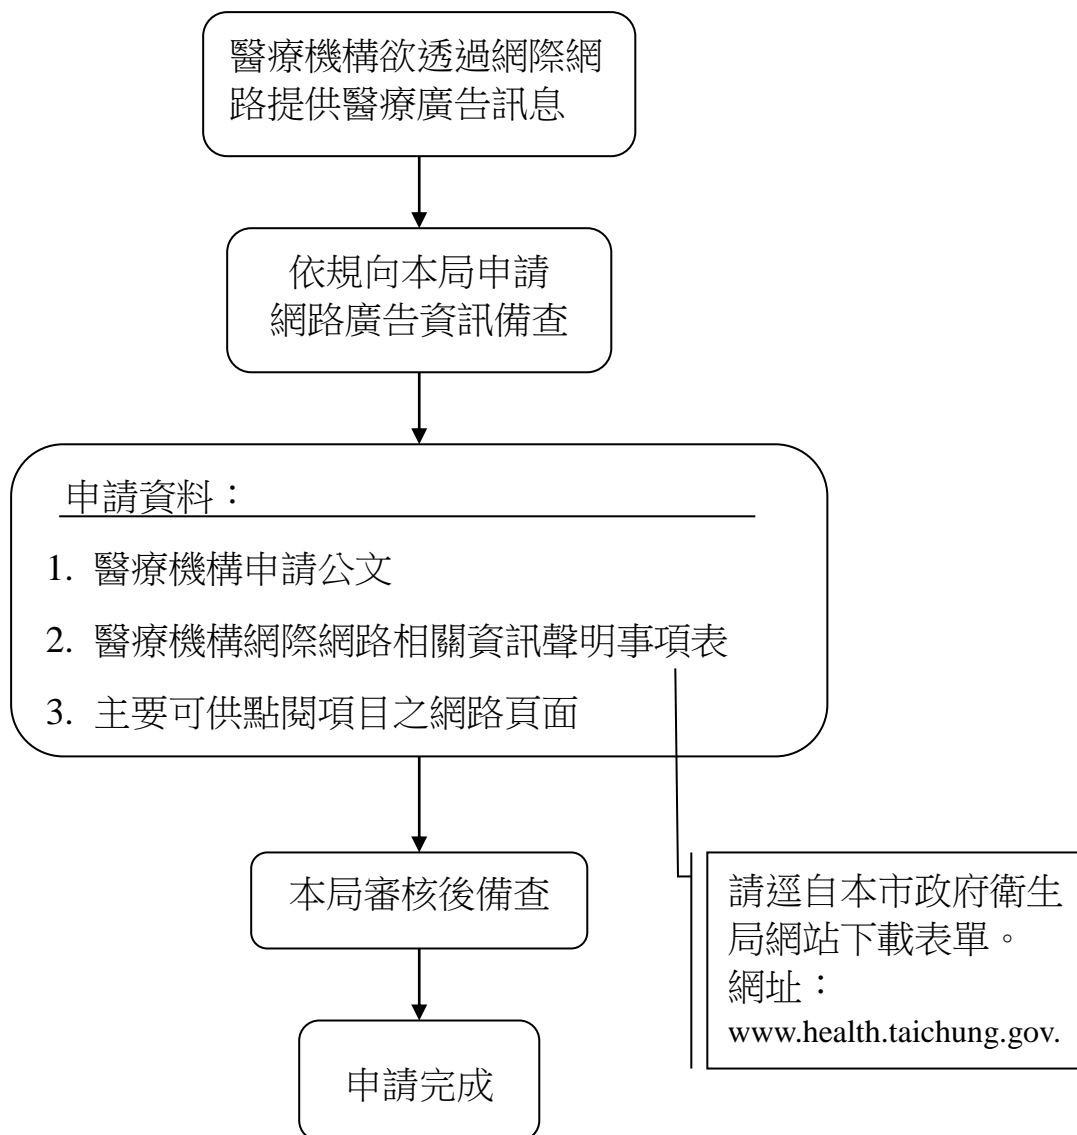 醫療機構欲透過網際網
路提供醫療廣告訊息
依規向本局申請
網路廣告資訊備查
申請資料：
1. 醫療機構申請公文
2. 醫療機構網際網路相關資訊聲明事項表
3. 主要可供點閱項目之網路頁面
本局審核後備查
請逕自本市政府衛生
局網站下載表單。
網址：
www.health.taichung.gov.
申請完成